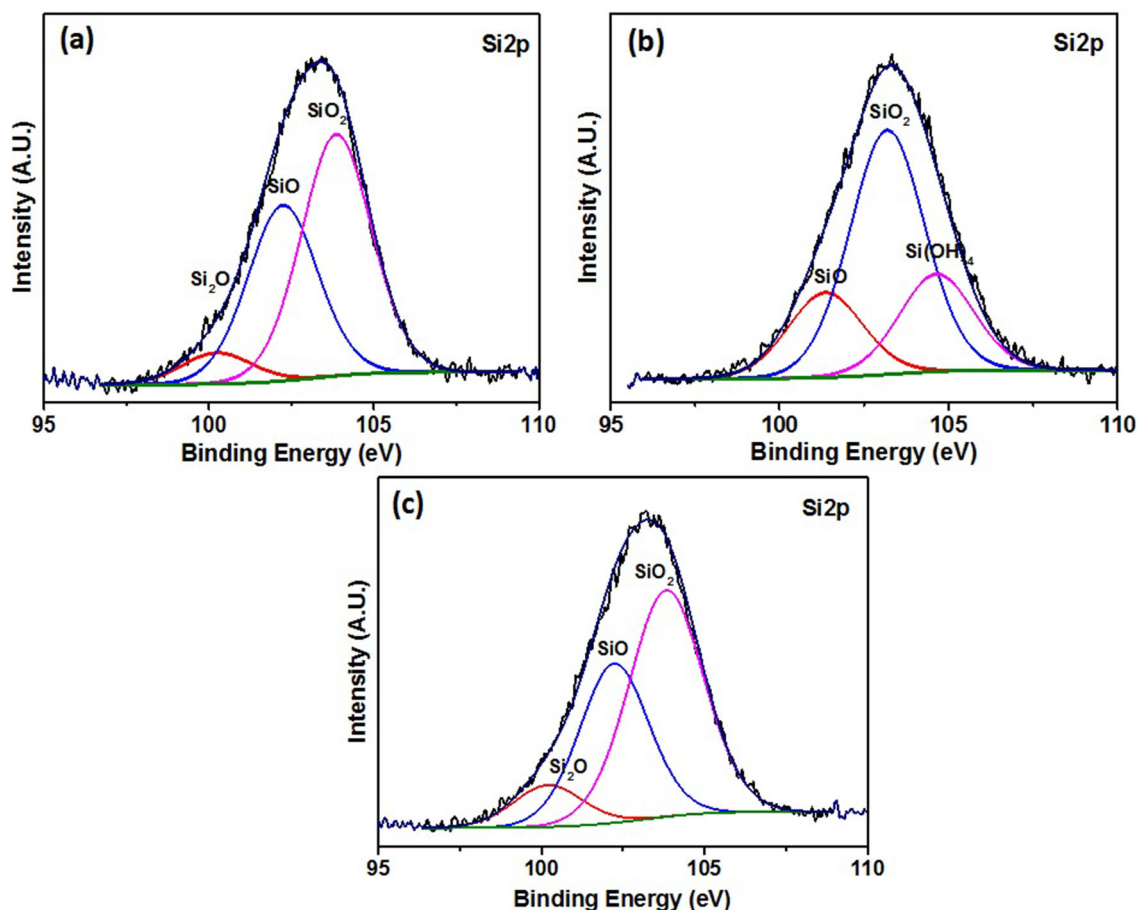 (a)
Si2p
SiO₂
SiO
Si₂O
Intensity (A.U.)
95 100 105 110
Binding Energy (eV)
(b)
Si2p
SiO₂
Si(OH)₄
SiO
Intensity (A.U.)
95 100 105 110
Binding Energy (eV)
(c)
Si2p
SiO₂
SiO
Si₂O
Intensity (A.U.)
95 100 105 110
Binding Energy (eV)